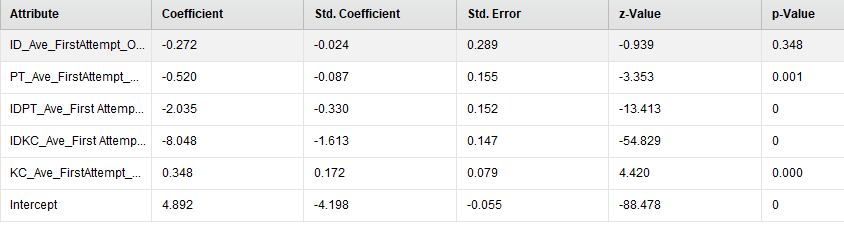 Attribute Coefficient Std. Coefficient Std. Error z-Value p-Value
ID_Ave_FirstAttempt_O... -0.272 -0.024 0.289 -0.939 0.348
PT_Ave_FirstAttempt_... -0.520 -0.087 0.155 -3.353 0.001
IDPT_Ave_First Attemp... -2.035 -0.330 0.152 -13.413 0
IDKC_Ave_First Attemp... -8.048 -1.613 0.147 -54.829 0
KC_Ave_FirstAttempt_... 0.348 0.172 0.079 4.420 0.000
Intercept 4.892 -4.198 -0.055 -88.478 0